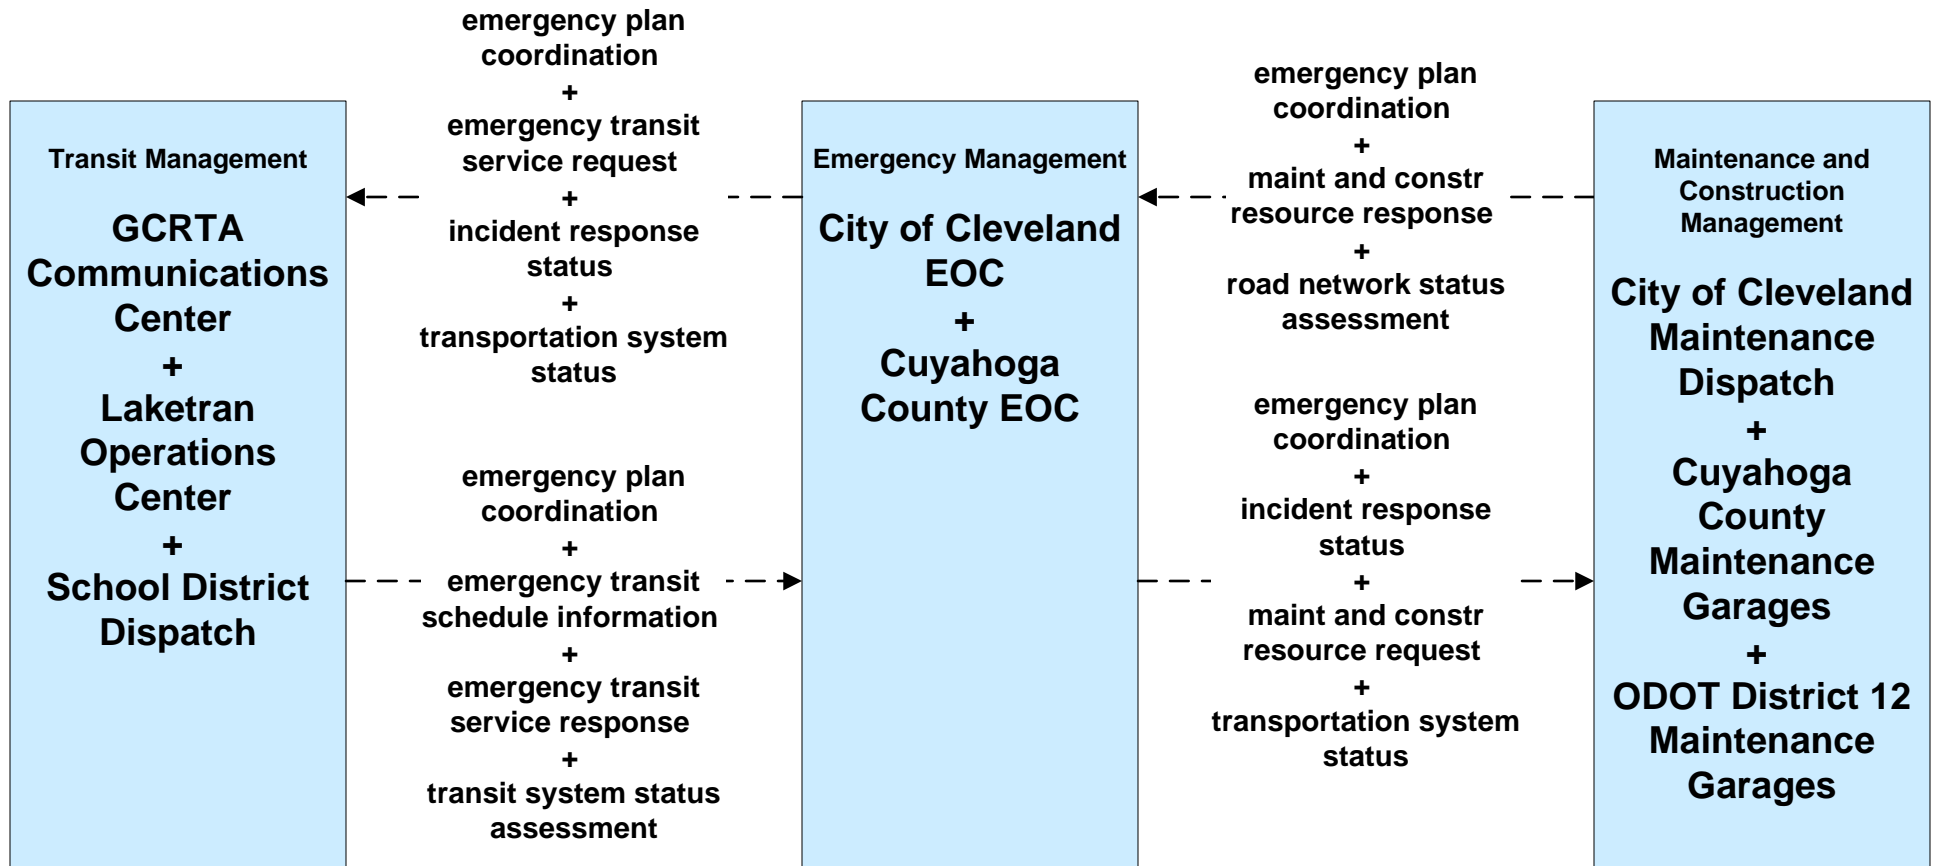 Transit Management
GCRTA
Communications
Center
+
Laketran
Operations
Center
+
School District
Dispatch
emergency plan
coordination
+
emergency transit
service request
+
incident response
status
+
transportation system
status
emergency plan
coordination
+
emergency transit
schedule information
+
emergency transit
service response
+
transit system status
assessment
Emergency Management
City of Cleveland
EOC
+
Cuyahoga
County EOC
emergency plan
coordination
+
maint and constr
resource response
+
road network status
assessment
emergency plan
coordination
+
incident response
status
+
maint and constr
resource request
+
transportation system
status
Maintenance and
Construction
Management
City of Cleveland
Maintenance
Dispatch
+
Cuyahoga
County
Maintenance
Garages
+
ODOT District 12
Maintenance
Garages